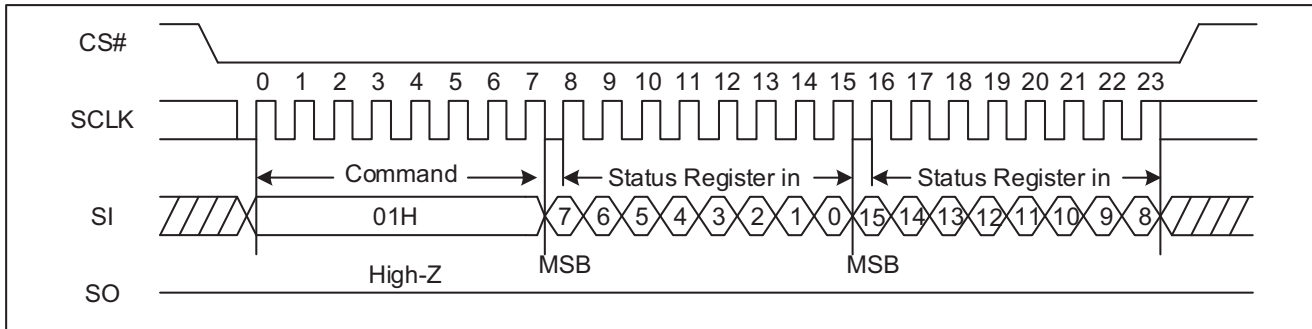 CS#
0 1 2 3 4 5 6 7 8 9 10 11 12 13 14 15 16 17 18 19 20 21 22 23
SCLK
Command Status Register in Status Register in
SI 01H 7 6 5 4 3 2 1 0 15 14 13 12 11 10 9 8
MSB MSB
High-Z
SO